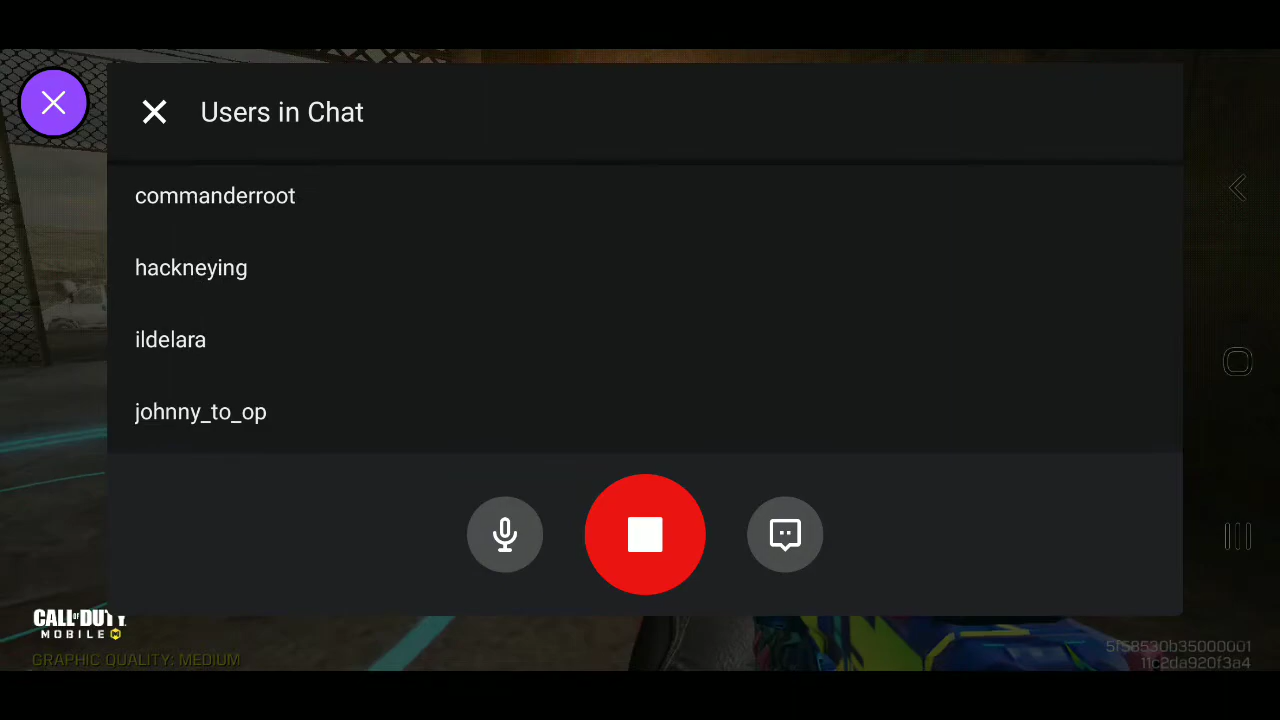 Users in Chat
commanderroot
hackneying
ildelara
johnny_to_op
CALL OF DUTY
MOBILE
GRAPHIC QUALITY: MEDIUM
5f58530b35000001
11c2da920f3a4